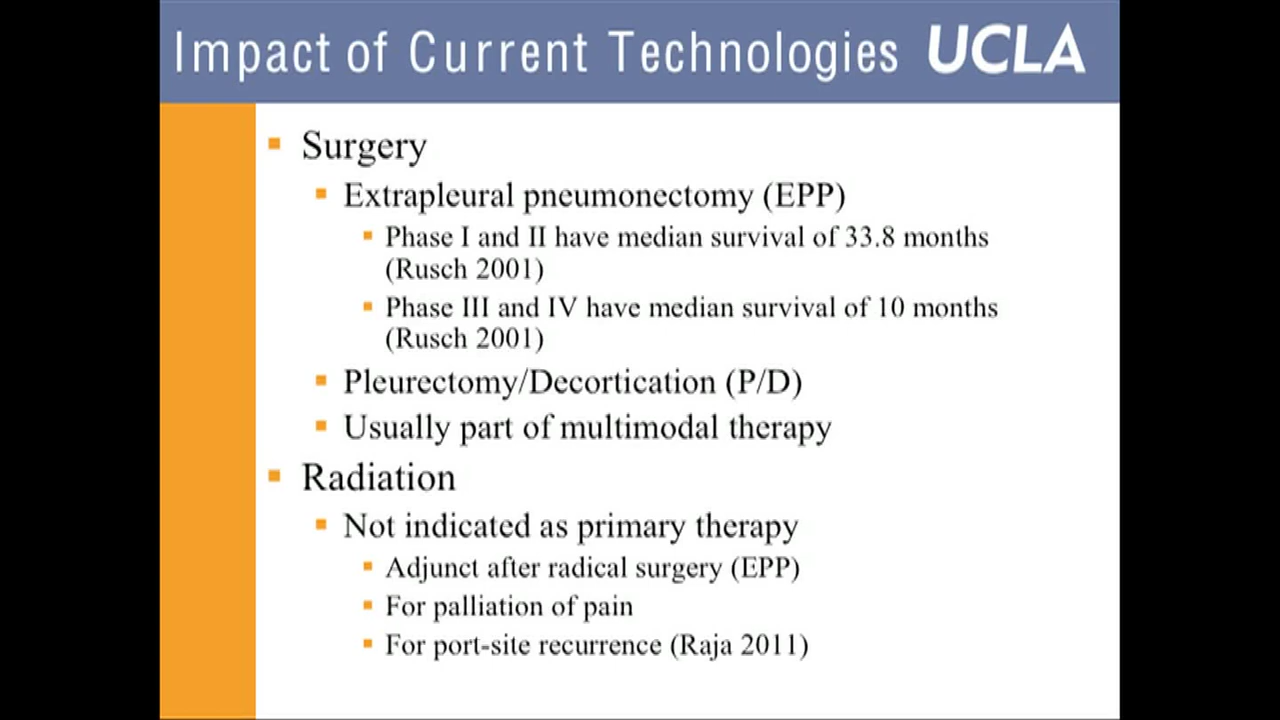 Impact of Current Technologies UCLA
Surgery
Extrapleural pneumonectomy (EPP)
Phase I and II have median survival of 33.8 months
(Rusch 2001)
Phase III and IV have median survival of 10 months
(Rusch 2001)
Pleurectomy/Decortication (P/D)
Usually part of multimodal therapy
Radiation
Not indicated as primary therapy
Adjunct after radical surgery (EPP)
For palliation of pain
For port-site recurrence (Raja 2011)